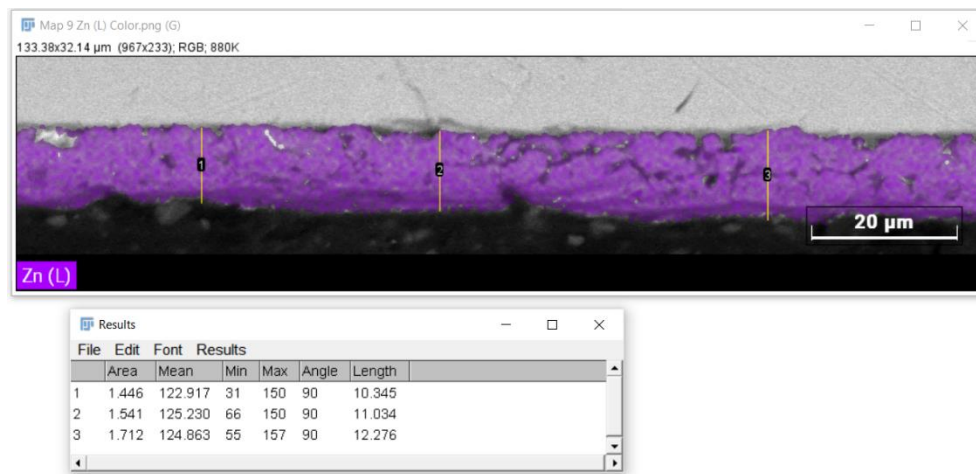 Map 9 Zn (L) Color.png (G)
133.38x32.14 µm (967x233); RGB; 880K
1
2
3
20 µm
Zn (L)
Results
File Edit Font Results
Area Mean Min Max Angle Length
1 1.446 122.917 31 150 90 10.345
2 1.541 125.230 66 150 90 11.034
3 1.712 124.863 55 157 90 12.276